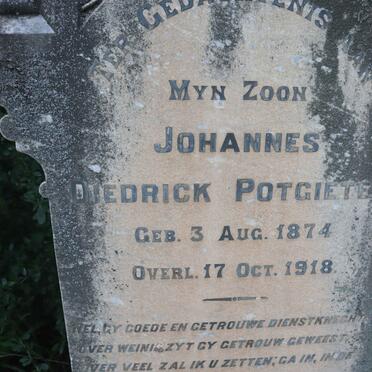 TER GEDACHTENIS
MYN ZOON
JOHANNES
DIEDRICK POTGIETE
GEB. 3 AUG. 1874
OVERL. 17 OCT. 1918
WEL, GY GOEDE EN GETROUWE DIENSTKNECHT
OVER WEINIG ZYT GY GETROUW GEWEEST
OVER VEEL ZAL IK U ZETTEN; GA IN, IN DE